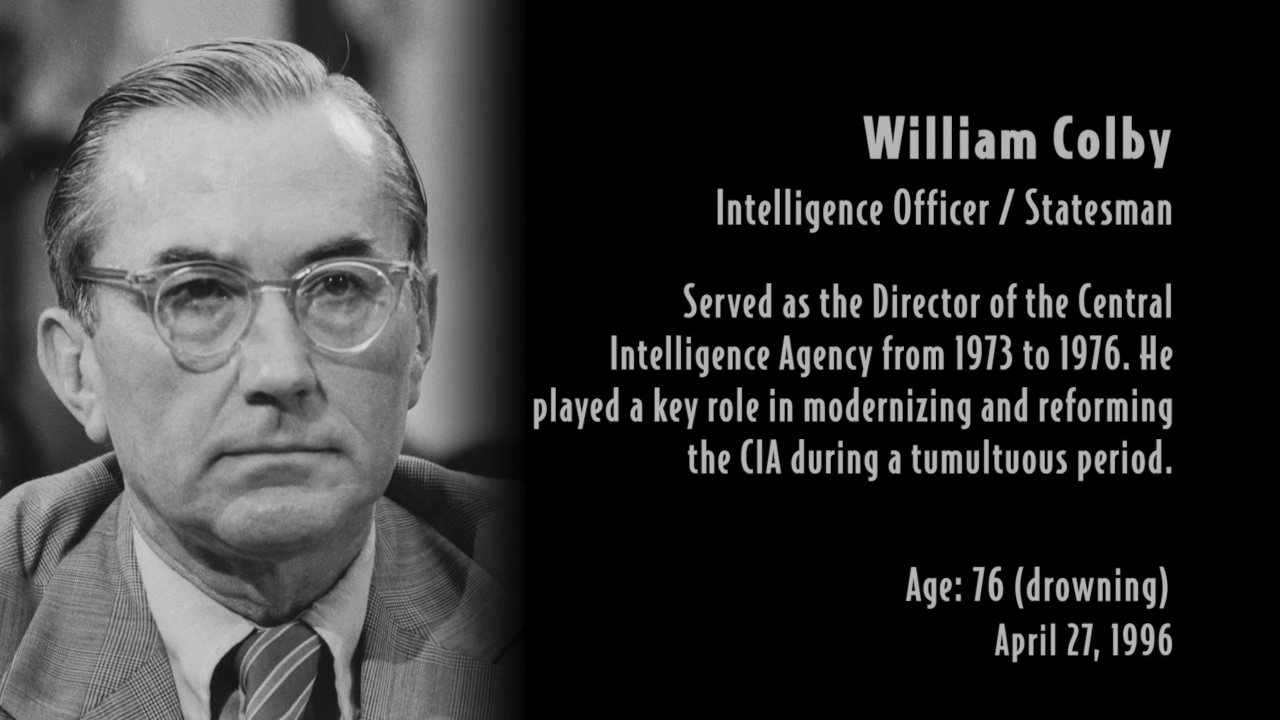 William Colby
Intelligence Officer / Statesman
Served as the Director of the Central
Intelligence Agency from 1973 to 1976. He
played a key role in modernizing and reforming
the CIA during a tumultuous period.
Age: 76 (drowning)
April 27, 1996